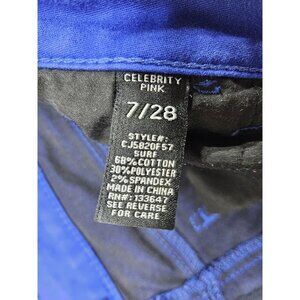 CELEBRITY
PINK
7/28
STYLE#:
CJ5820F57
SURF
68%COTTON
30%POLYESTER
2%SPANDEX
MADE IN CHINA
RN#: 133647
SEE REVERSE
FOR CARE